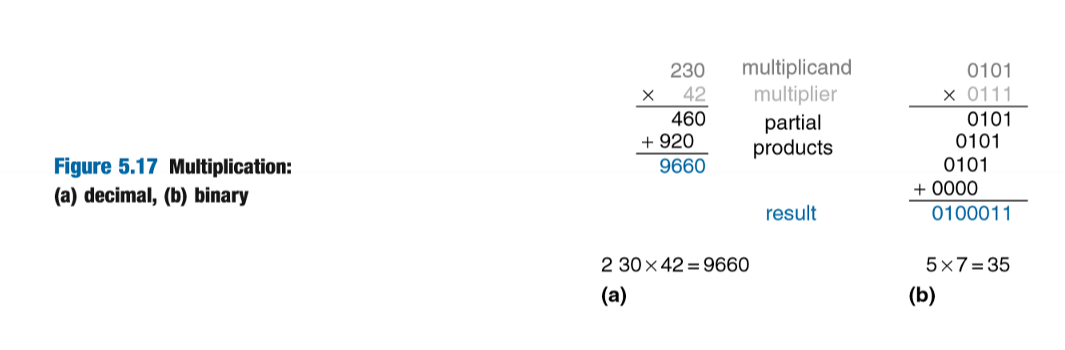 Figure 5.17 Multiplication:
(a) decimal, (b) binary
230
× 42
460
+ 920
9660
2 30 × 42 = 9660
(a)
multiplicand
multiplier
partial
products
result
0101
× 0111
0101
0101
0101
+ 0000
0100011
5 × 7 = 35
(b)